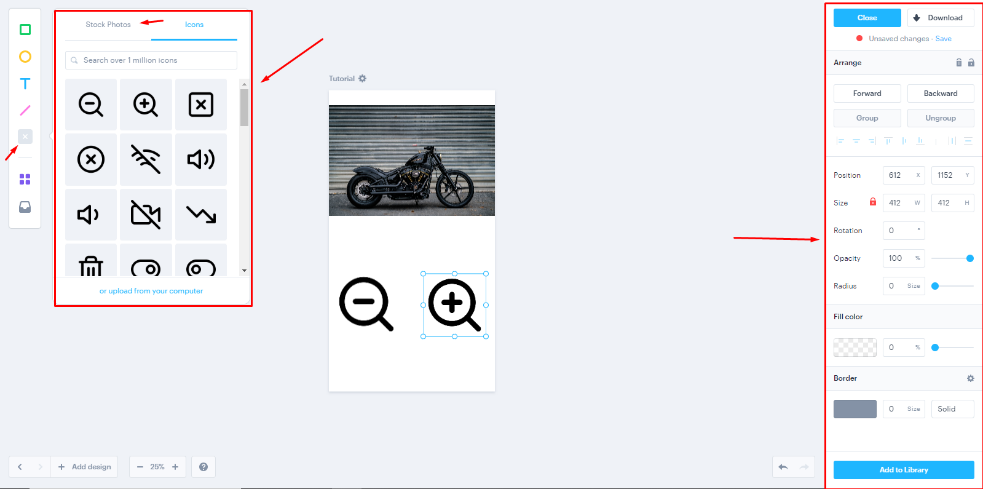 Stock Photos
Icons
Search over 1 million icons
or upload from your computer
T
Tutorial
Add design
25%
?
Close
Download
Unsaved changes - Save
Arrange
Forward
Backward
Group
Ungroup
Position 612 X 1152 Y
Size 412 W 412 H
Rotation 0 °
Opacity 100 %
Radius 0 Size
Fill color
0 %
Border
0 Size Solid
Add to Library